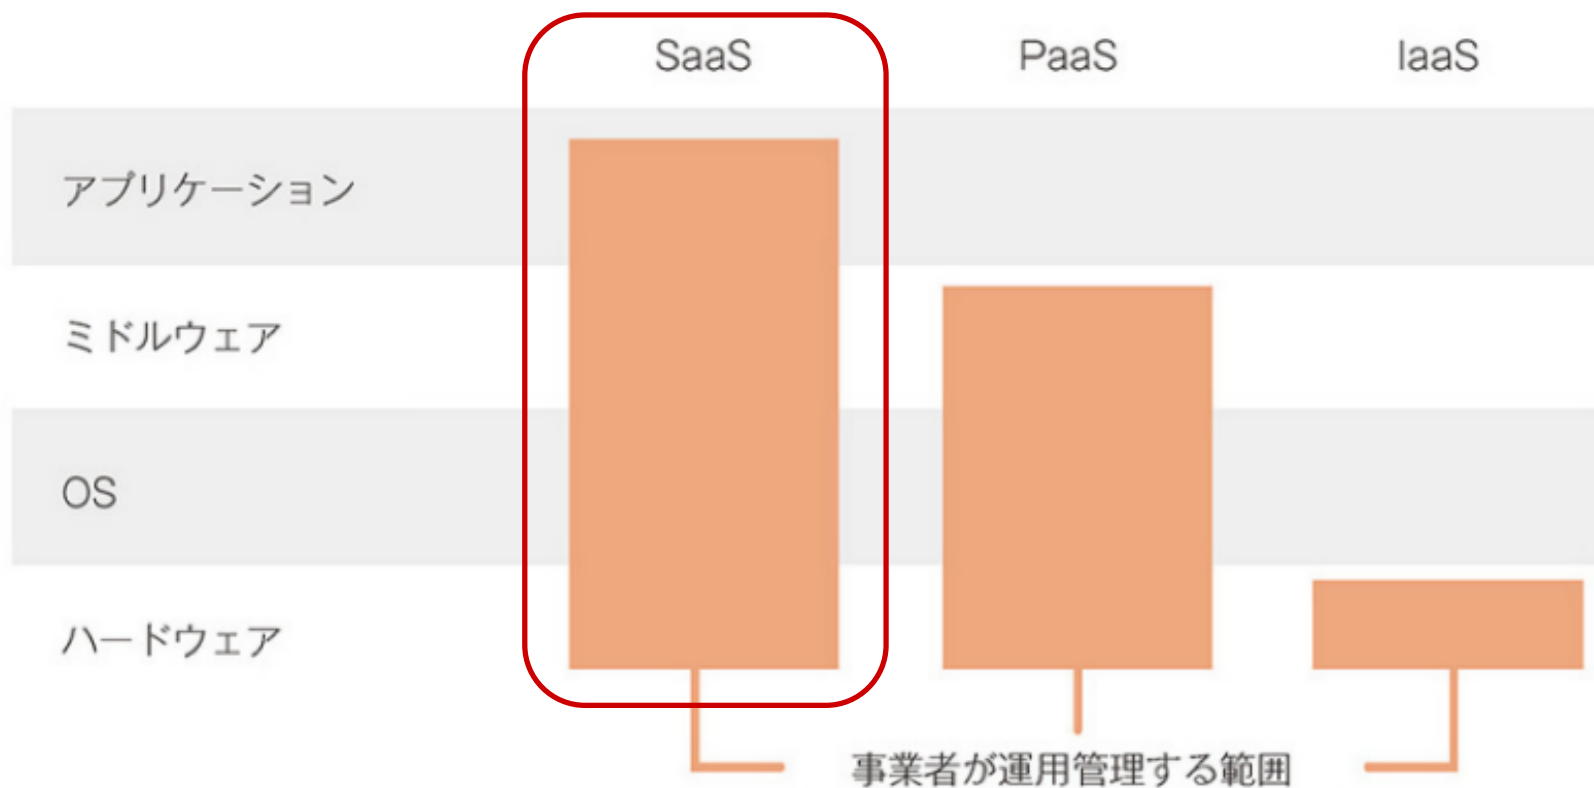 SaaS PaaS IaaS
アプリケーション
ミドルウェア
OS
ハードウェア
事業者が運用管理する範囲